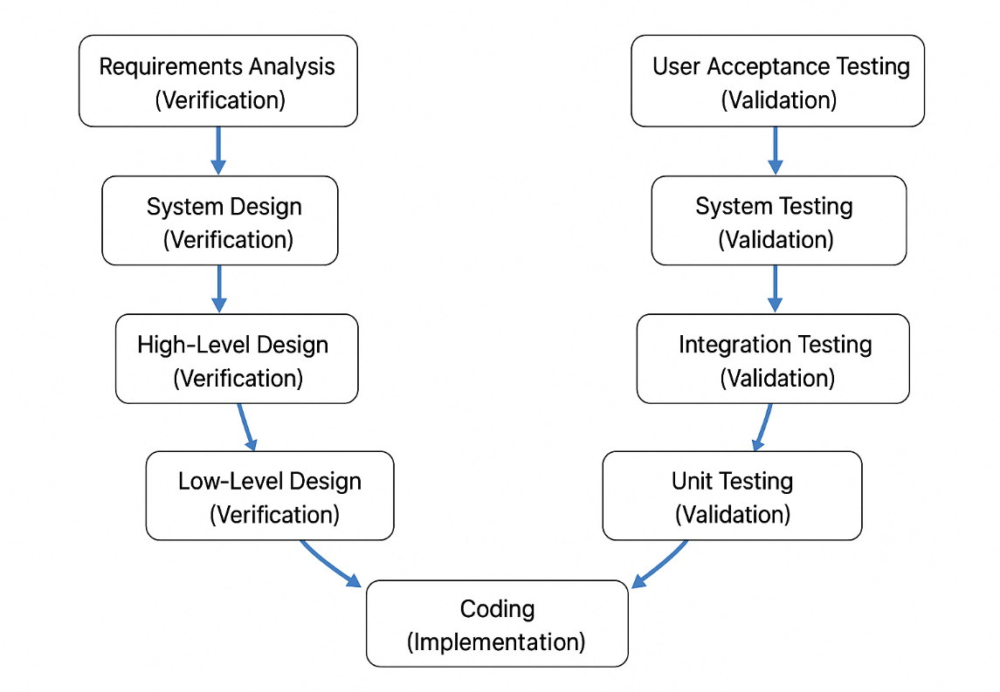 Requirements Analysis
(Verification)
User Acceptance Testing
(Validation)
System Design
(Verification)
System Testing
(Validation)
High-Level Design
(Verification)
Integration Testing
(Validation)
Low-Level Design
(Verification)
Unit Testing
(Validation)
Coding
(Implementation)